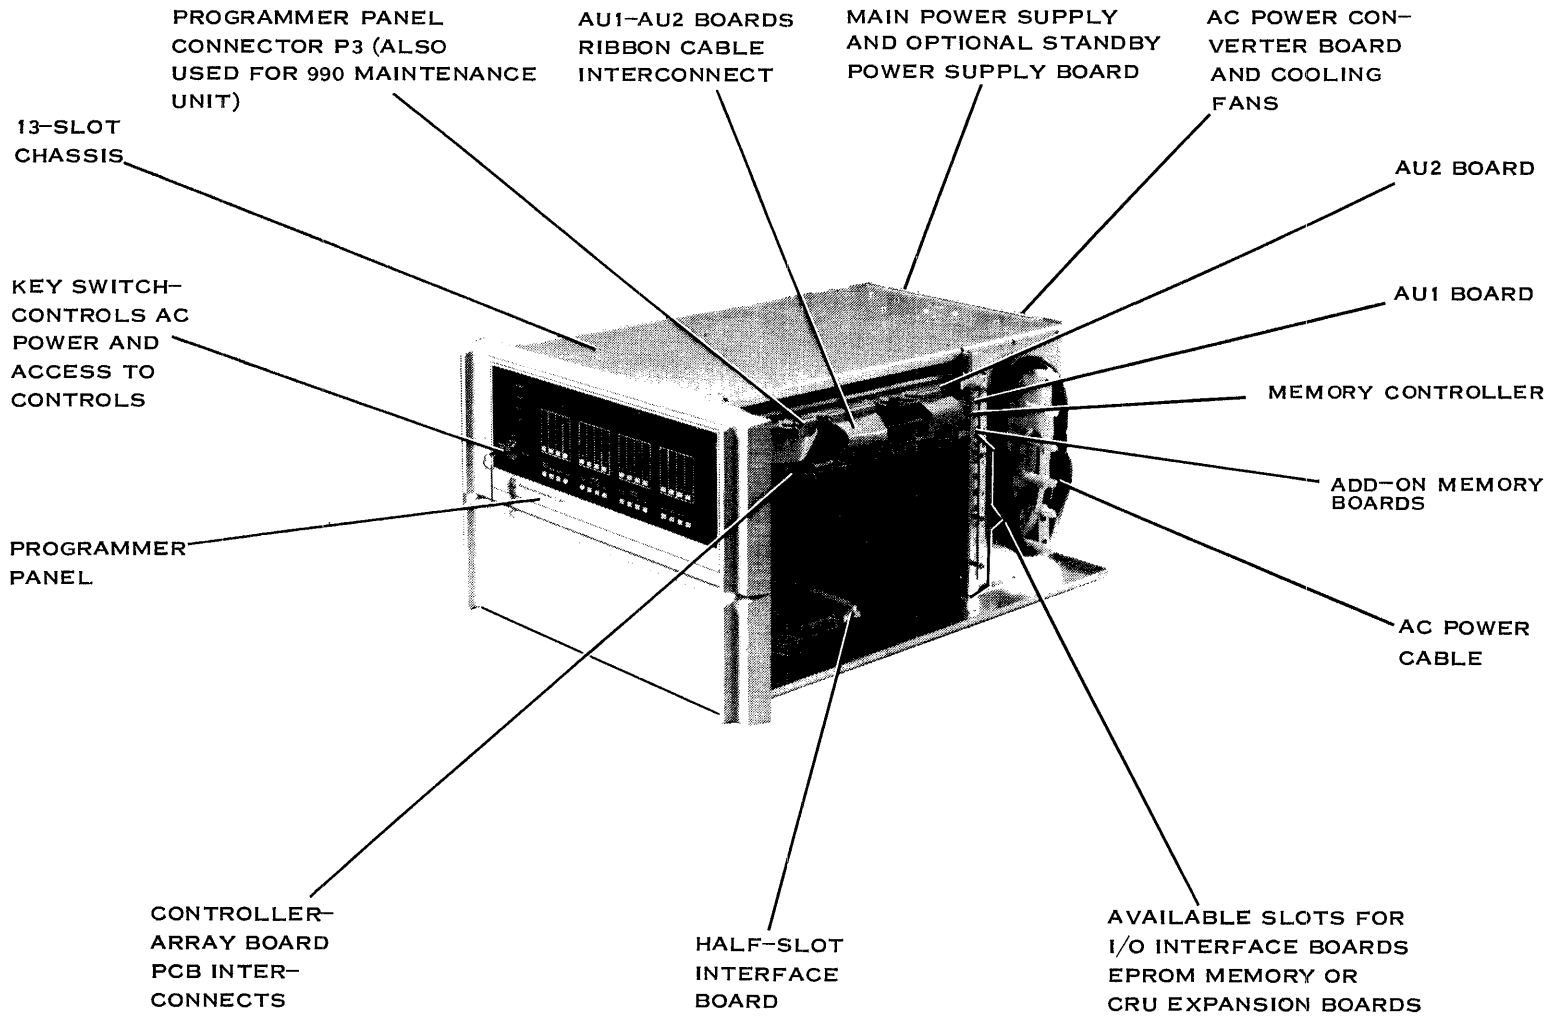 PROGRAMMER PANEL
CONNECTOR P3 (ALSO
USED FOR 990 MAINTENANCE
UNIT)
AU1-AU2 BOARDS
RIBBON CABLE
INTERCONNECT
MAIN POWER SUPPLY
AND OPTIONAL STANDBY
POWER SUPPLY BOARD
AC POWER CON-
VERTER BOARD
AND COOLING
FANS
13-SLOT
CHASSIS
AU2 BOARD
KEY SWITCH-
CONTROLS AC
POWER AND
ACCESS TO
CONTROLS
AU1 BOARD
MEMORY CONTROLLER
ADD-ON MEMORY
BOARDS
PROGRAMMER
PANEL
AC POWER
CABLE
CONTROLLER-
ARRAY BOARD
PCB INTER-
CONNECTS
HALF-SLOT
INTERFACE
BOARD
AVAILABLE SLOTS FOR
I/O INTERFACE BOARDS
EPROM MEMORY OR
CRU EXPANSION BOARDS